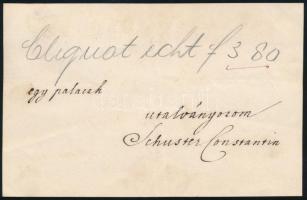 Cliquot echt f 3 80
egy palaczk
utalványozom
Schuster Constantin